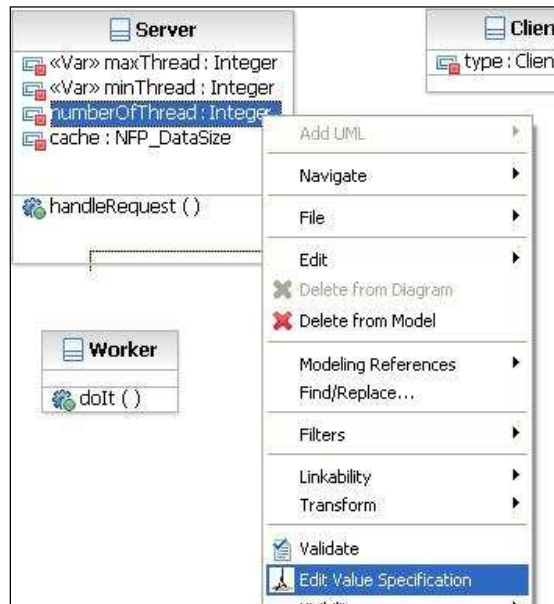 Server
«Var» maxThread : Integer
«Var» minThread : Integer
numberOfThread : Integer
cache : NFP_DataSize
handleRequest ( )
Clien
type : Clien
Worker
doIt ( )
Add UML
Navigate
File
Edit
Delete from Diagram
Delete from Model
Modeling References
Find/Replace...
Filters
Linkability
Transform
Validate
Edit Value Specification